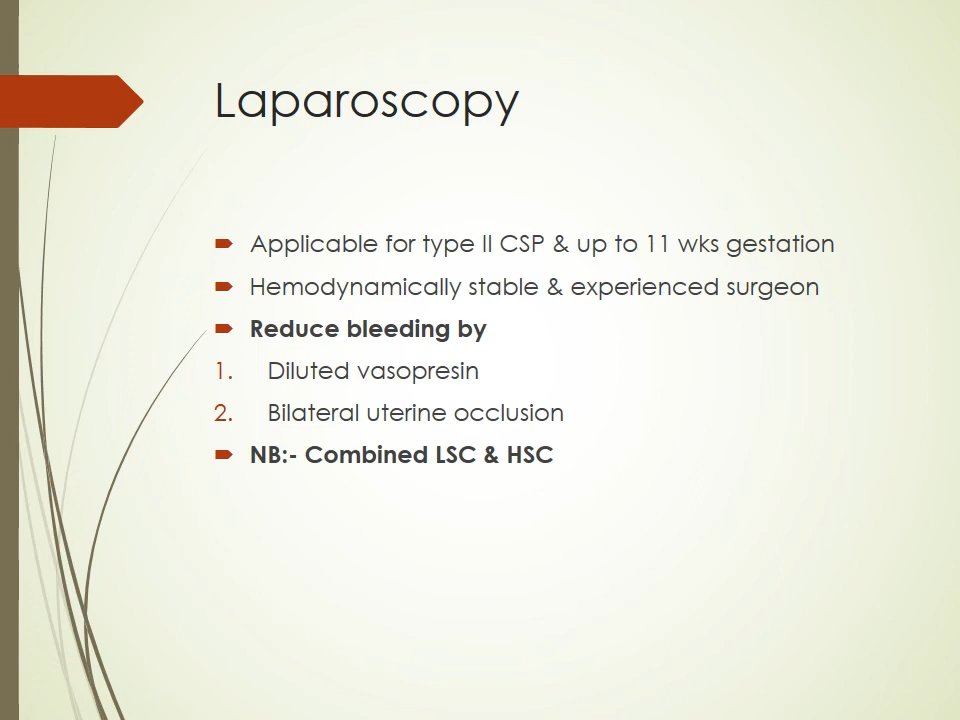 Laparoscopy
Applicable for type II CSP & up to 11 wks gestation
Hemodynamically stable & experienced surgeon
Reduce bleeding by
1. Diluted vasopresin
2. Bilateral uterine occlusion
NB:- Combined LSC & HSC